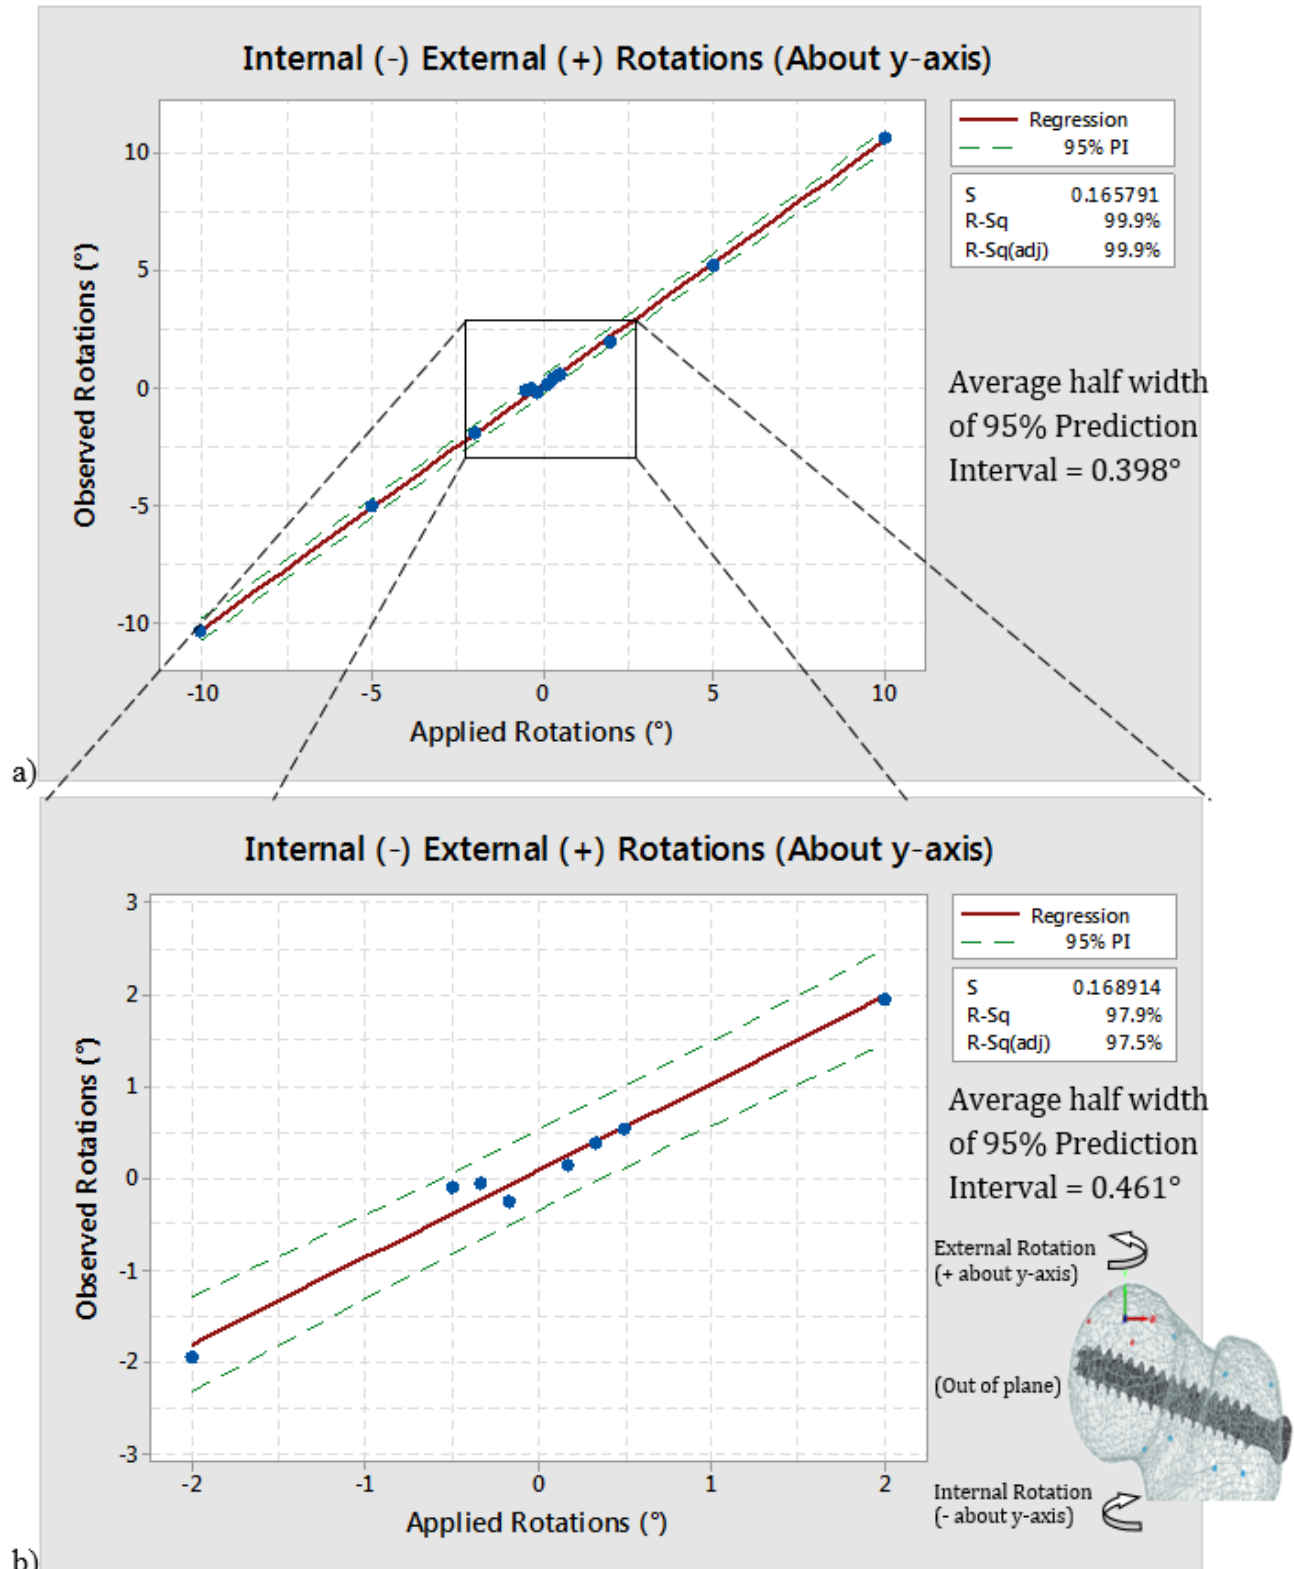 Internal (-) External (+) Rotations (About y-axis)
Observed Rotations (°)
10
5
0
-5
-10
-10 -5 0 5 10
Applied Rotations (°)
Regression
95% PI
S 0.165791
R-Sq 99.9%
R-Sq(adj) 99.9%
Average half width
of 95% Prediction
Interval = 0.398°
a)
Internal (-) External (+) Rotations (About y-axis)
Observed Rotations (°)
3
2
1
0
-1
-2
-3
-2 -1 0 1 2
Applied Rotations (°)
Regression
95% PI
S 0.168914
R-Sq 97.9%
R-Sq(adj) 97.5%
Average half width
of 95% Prediction
Interval = 0.461°
External Rotation
(+ about y-axis)
(Out of plane)
Internal Rotation
(- about y-axis)
b)